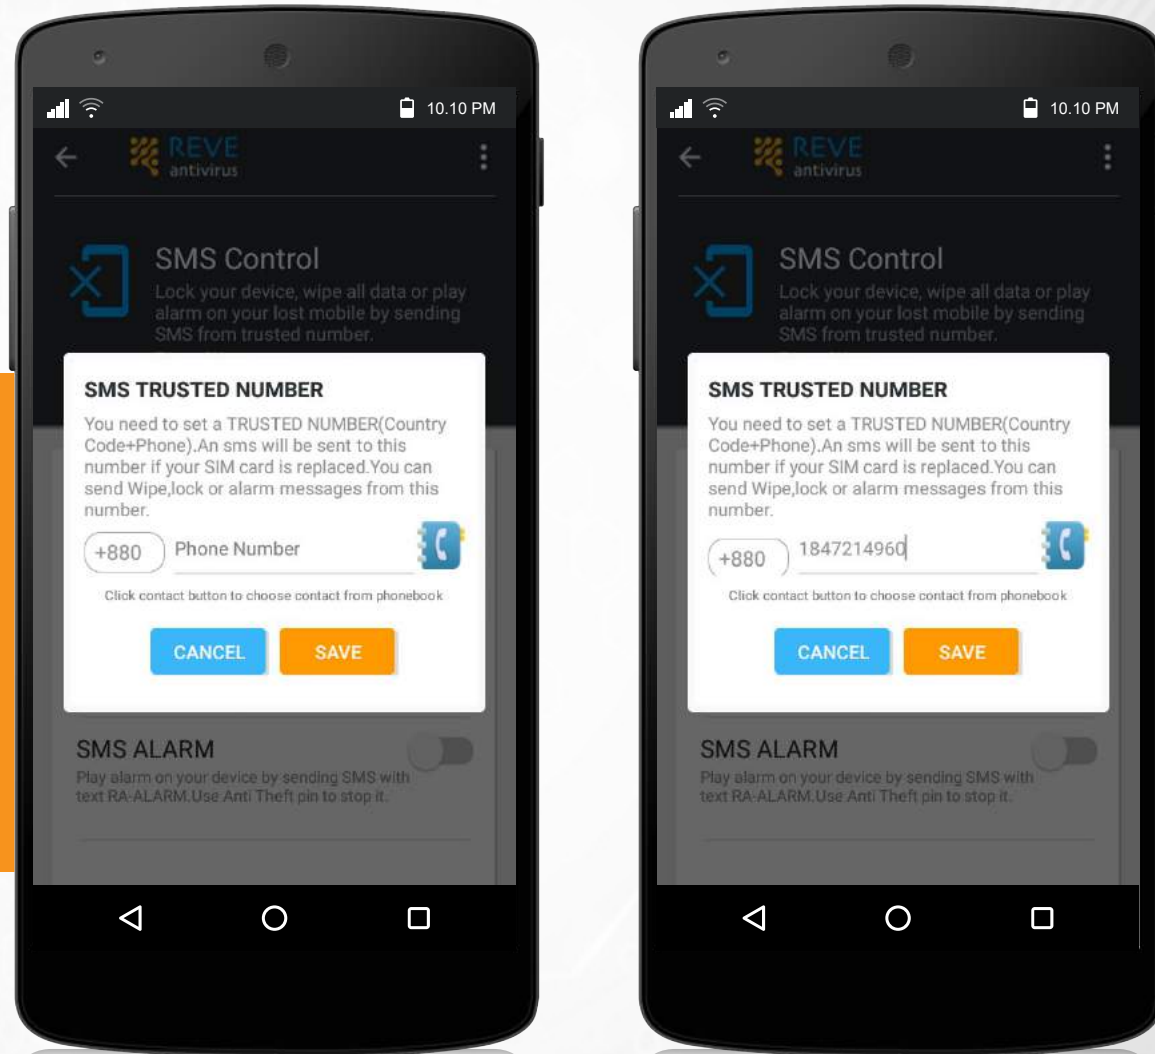 10.10 PM
REVE
antivirus
SMS Control
Lock your device, wipe all data or play
alarm on your lost mobile by sending
SMS from trusted number.
SMS TRUSTED NUMBER
You need to set a TRUSTED NUMBER(Country
Code+Phone).An sms will be sent to this
number if your SIM card is replaced.You can
send Wipe,lock or alarm messages from this
number.
+880 Phone Number
Click contact button to choose contact from phonebook
CANCEL SAVE
SMS ALARM
Play alarm on your device by sending SMS with
text RA-ALARM.Use Anti Theft pin to stop it.
10.10 PM
REVE
antivirus
SMS Control
Lock your device, wipe all data or play
alarm on your lost mobile by sending
SMS from trusted number.
SMS TRUSTED NUMBER
You need to set a TRUSTED NUMBER(Country
Code+Phone).An sms will be sent to this
number if your SIM card is replaced.You can
send Wipe,lock or alarm messages from this
number.
+880 1847214960
Click contact button to choose contact from phonebook
CANCEL SAVE
SMS ALARM
Play alarm on your device by sending SMS with
text RA-ALARM.Use Anti Theft pin to stop it.